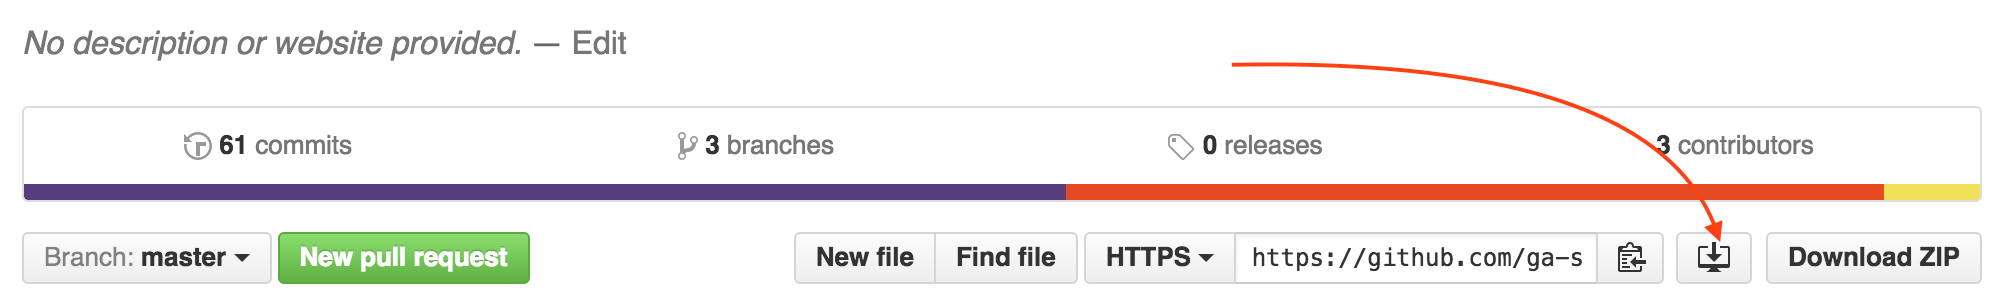 No description or website provided. — Edit
61 commits 3 branches 0 releases 3 contributors
Branch: master New pull request New file Find file HTTPS https://github.com/ga-s Download ZIP